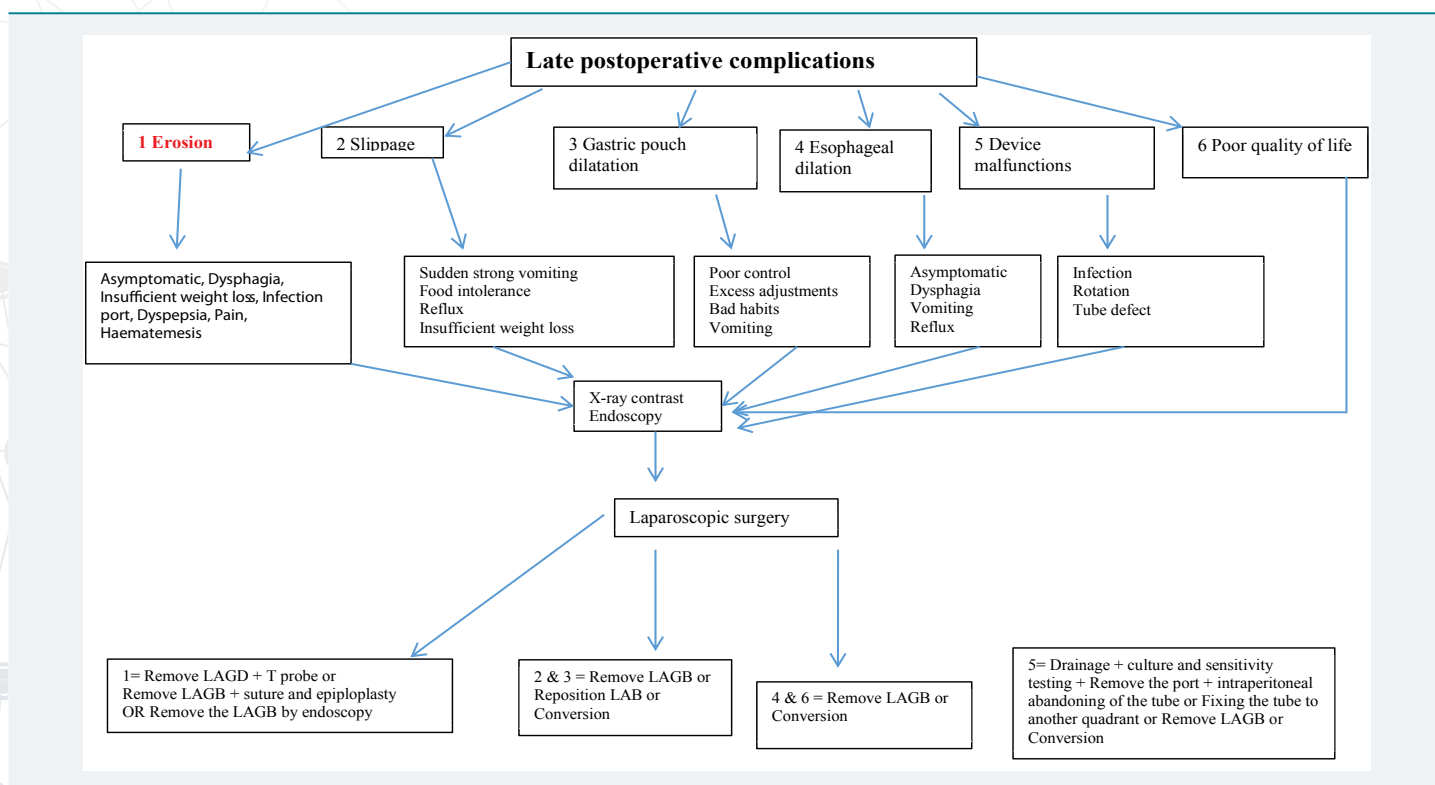 Late postoperative complications
1 Erosion
2 Slippage
3 Gastric pouch
dilatation
4 Esophageal
dilation
5 Device
malfunctions
6 Poor quality of life
Asymptomatic, Dysphagia,
Insufficient weight loss, Infection
port, Dyspepsia, Pain,
Haematemesis
Sudden strong vomiting
Food intolerance
Reflux
Insufficient weight loss
Poor control
Excess adjustments
Bad habits
Vomiting
Asymptomatic
Dysphagia
Vomiting
Reflux
Infection
Rotation
Tube defect
X-ray contrast
Endoscopy
Laparoscopic surgery
1= Remove LAGD + T probe or
Remove LAGB + suture and epiploplasty
OR Remove the LAGB by endoscopy
2 & 3 = Remove LAGB or
Reposition LAB or
Conversion
4 & 6 = Remove LAGB or
Conversion
5= Drainage + culture and sensitivity
testing + Remove the port + intraperitoneal
abandoning of the tube or Fixing the tube to
another quadrant or Remove LAGB or
Conversion